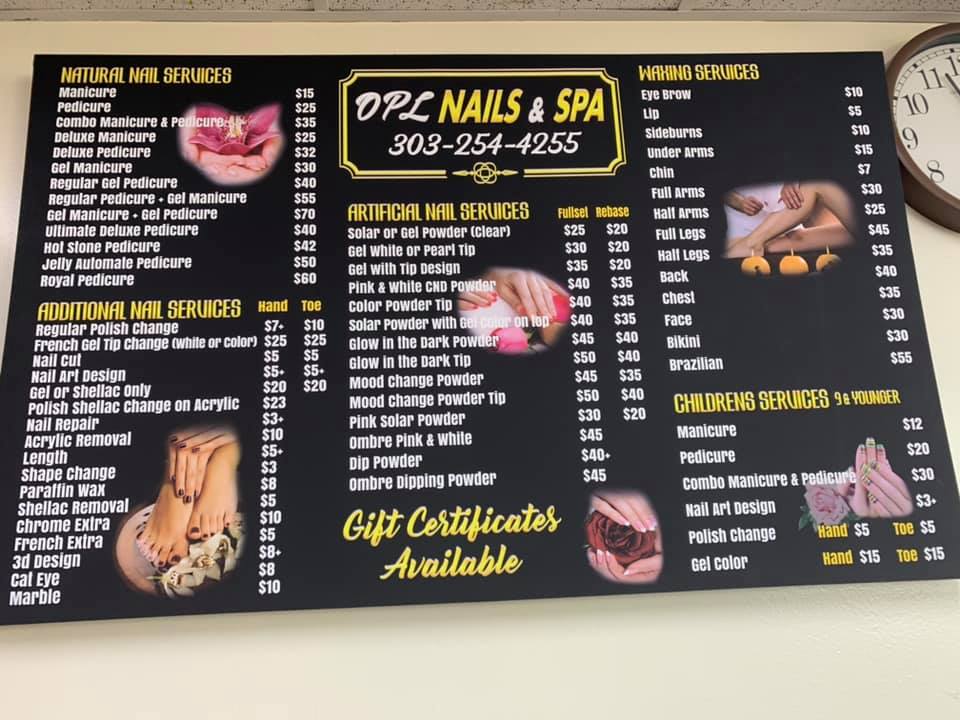 NATURAL NAIL SERVICES
Manicure $15
Pedicure $25
Combo Manicure & Pedicure $35
Deluxe Manicure $25
Deluxe Pedicure $32
Gel Manicure $30
Regular Gel Pedicure $40
Regular Pedicure + Gel Manicure $55
Gel Manicure + Gel Pedicure $70
Ultimate Deluxe Pedicure $40
Hot Stone Pedicure $42
Jelly Automate Pedicure $50
Royal Pedicure $60
ADDITIONAL NAIL SERVICES Hand Toe
Regular Polish Change $7+ $10
French Gel Tip Change (white or color) $25 $25
Nail Cut $5 $5
Nail Art Design $5+ $5+
Gel or Shellac Only $20 $20
Polish Shellac Change on Acrylic $23
Nail Repair $3+
Acrylic Removal $10
Length $5+
Shape Change $3
Paraffin Wax $8
Shellac Removal $5
Chrome Extra $10
French Extra $5
3d Design $8+
Cat Eye $8
Marble $10
OPL NAILS & SPA
303-254-4255
ARTIFICIAL NAIL SERVICES Fullset Rebase
Solar or Gel Powder (Clear) $25 $20
Gel White or Pearl Tip $30 $20
Gel with Tip Design $35 $20
Pink & White CND Powder $40 $35
Color Powder Tip $40 $35
Solar Powder with Gel Color on top $40 $35
Glow in the Dark Powder $45 $40
Glow in the Dark Tip $50 $40
Mood Change Powder $45 $35
Mood Change Powder Tip $50 $40
Pink Solar Powder $30 $20
Ombre Pink & White $45
Dip Powder $40+
Ombre Dipping Powder $45
Gift Certificates
Available
WAXING SERVICES
Eye Brow $10
Lip $5
Sideburns $10
Under Arms $15
Chin $7
Full Arms $30
Half Arms $25
Full Legs $45
Half Legs $35
Back $40
Chest $35
Face $30
Bikini $30
Brazilian $55
CHILDRENS SERVICES 9 & YOUNGER
Manicure $12
Pedicure $20
Combo Manicure & Pedicure $30
Nail Art Design $3+
Polish Change Hand $5 Toe $5
Gel Color Hand $15 Toe $15
12
11
10
9
8